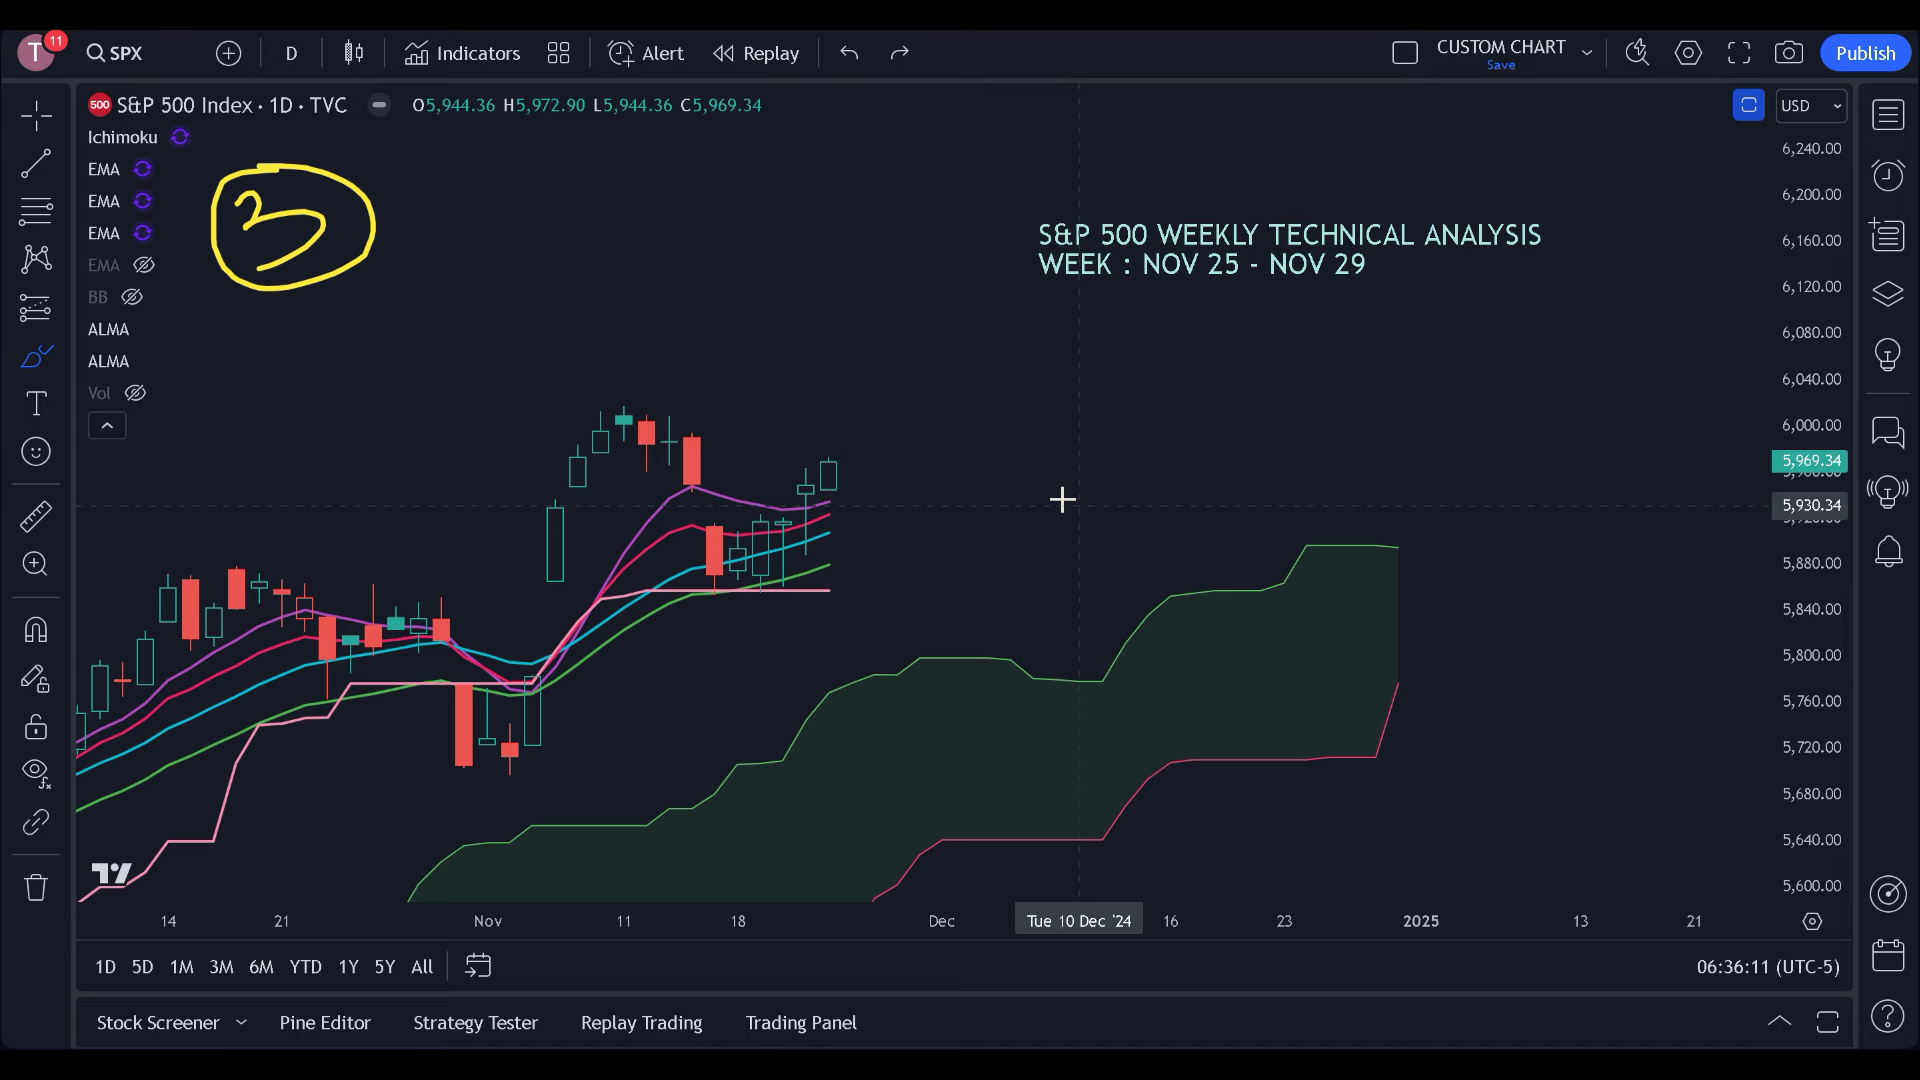 T 11 SPX D Indicators Alert Replay CUSTOM CHART Save Publish
500 S&P 500 Index · 1D · TVC O5,944.36 H5,972.90 L5,944.36 C5,969.34 USD
Ichimoku
EMA
EMA
EMA
EMA
BB
ALMA
ALMA
Vol
3
S&P 500 WEEKLY TECHNICAL ANALYSIS
WEEK : NOV 25 - NOV 29
6,240.00
6,200.00
6,160.00
6,120.00
6,080.00
6,040.00
6,000.00
5,969.34
5,930.34
5,880.00
5,840.00
5,800.00
5,760.00
5,720.00
5,680.00
5,640.00
5,600.00
14 21 Nov 11 18 Dec Tue 10 Dec '24 16 23 2025 13 21
1D 5D 1M 3M 6M YTD 1Y 5Y All 06:36:11 (UTC-5)
Stock Screener Pine Editor Strategy Tester Replay Trading Trading Panel